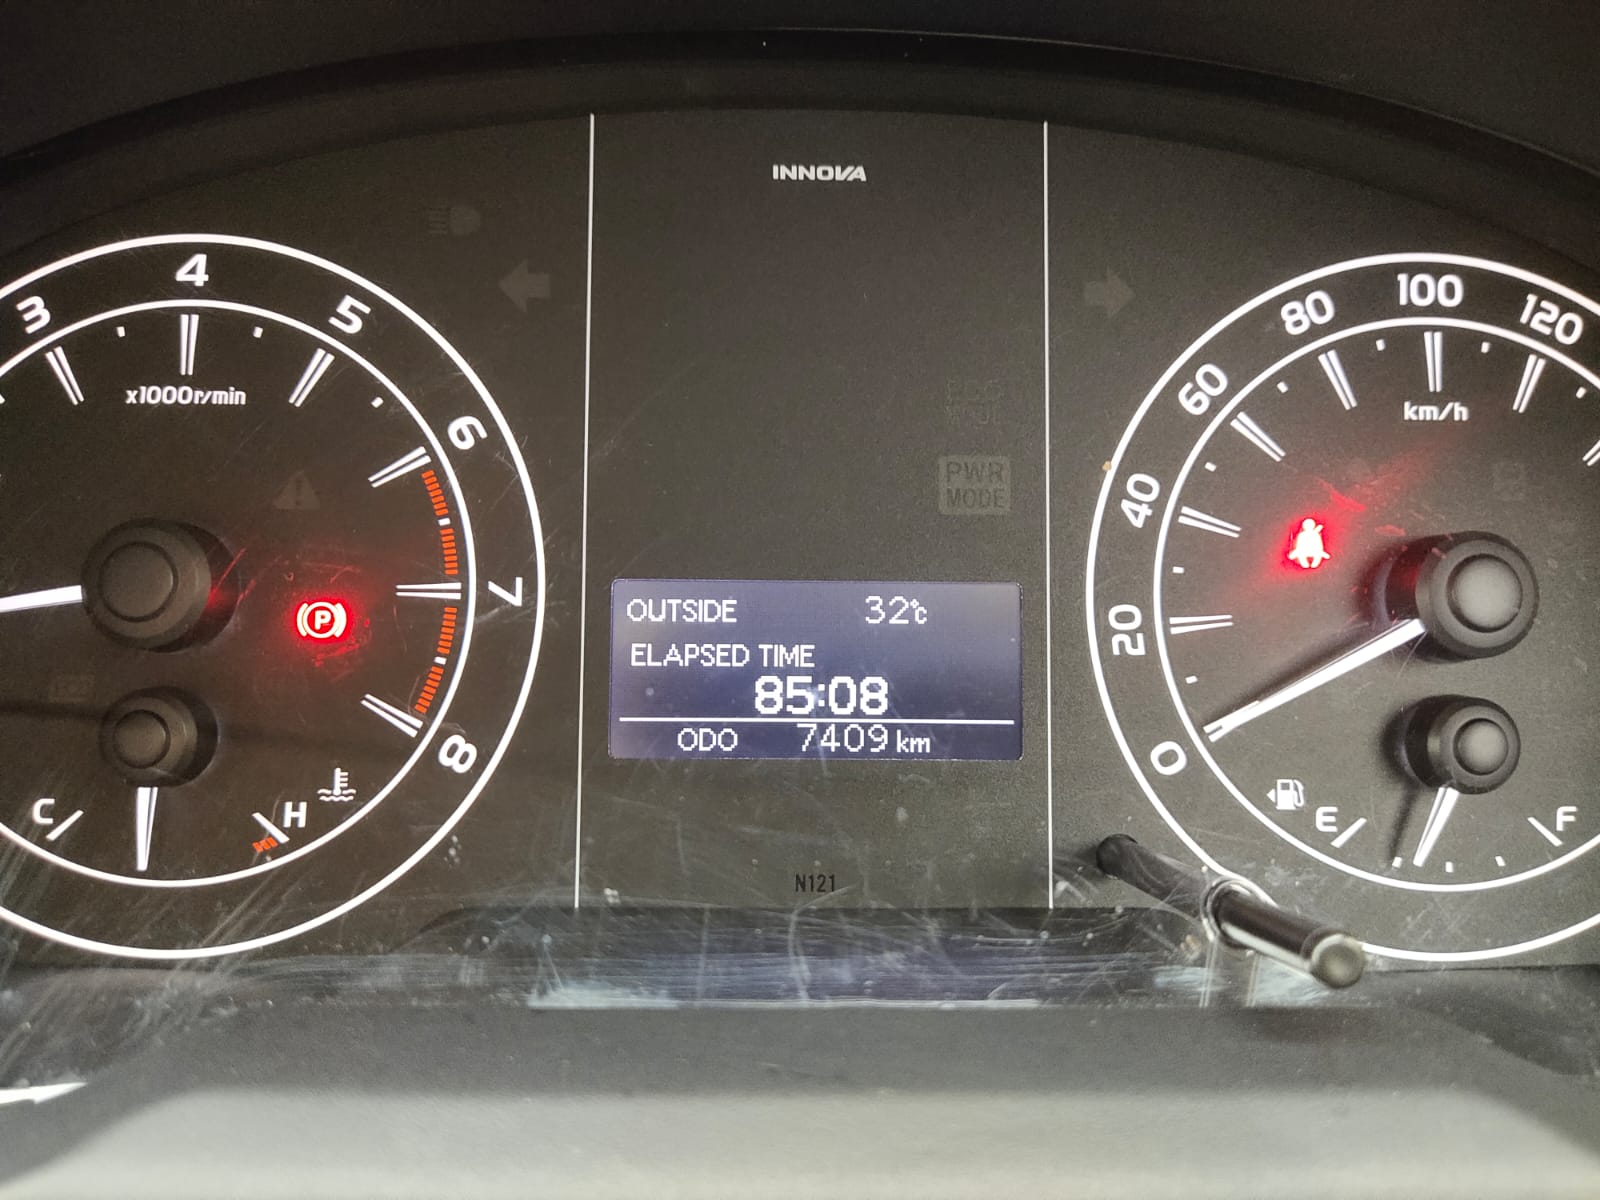 INNOVA
3
4
5
6
7
8
x1000r/min
P
C
H
PWR
MODE
OUTSIDE 32℃
ELAPSED TIME
85:08
ODO 7409 km
N121
0
20
40
60
80
100
120
km/h
E
F